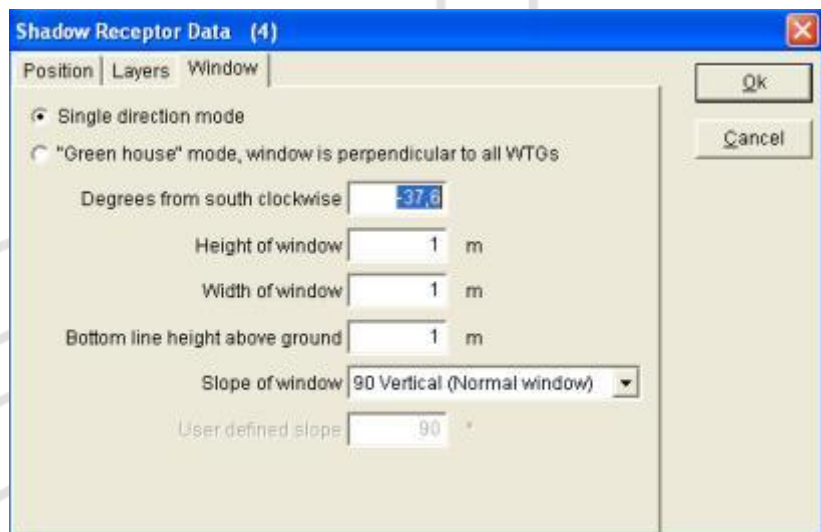 Shadow Receptor Data (4)
Position Layers Window
Ok
Single direction mode
Cancel
"Green house" mode, window is perpendicular to all WTGs
Degrees from south clockwise -37,6
Height of window 1 m
Width of window 1 m
Bottom line height above ground 1 m
Slope of window 90 Vertical (Normal window)
User defined slope 90 °